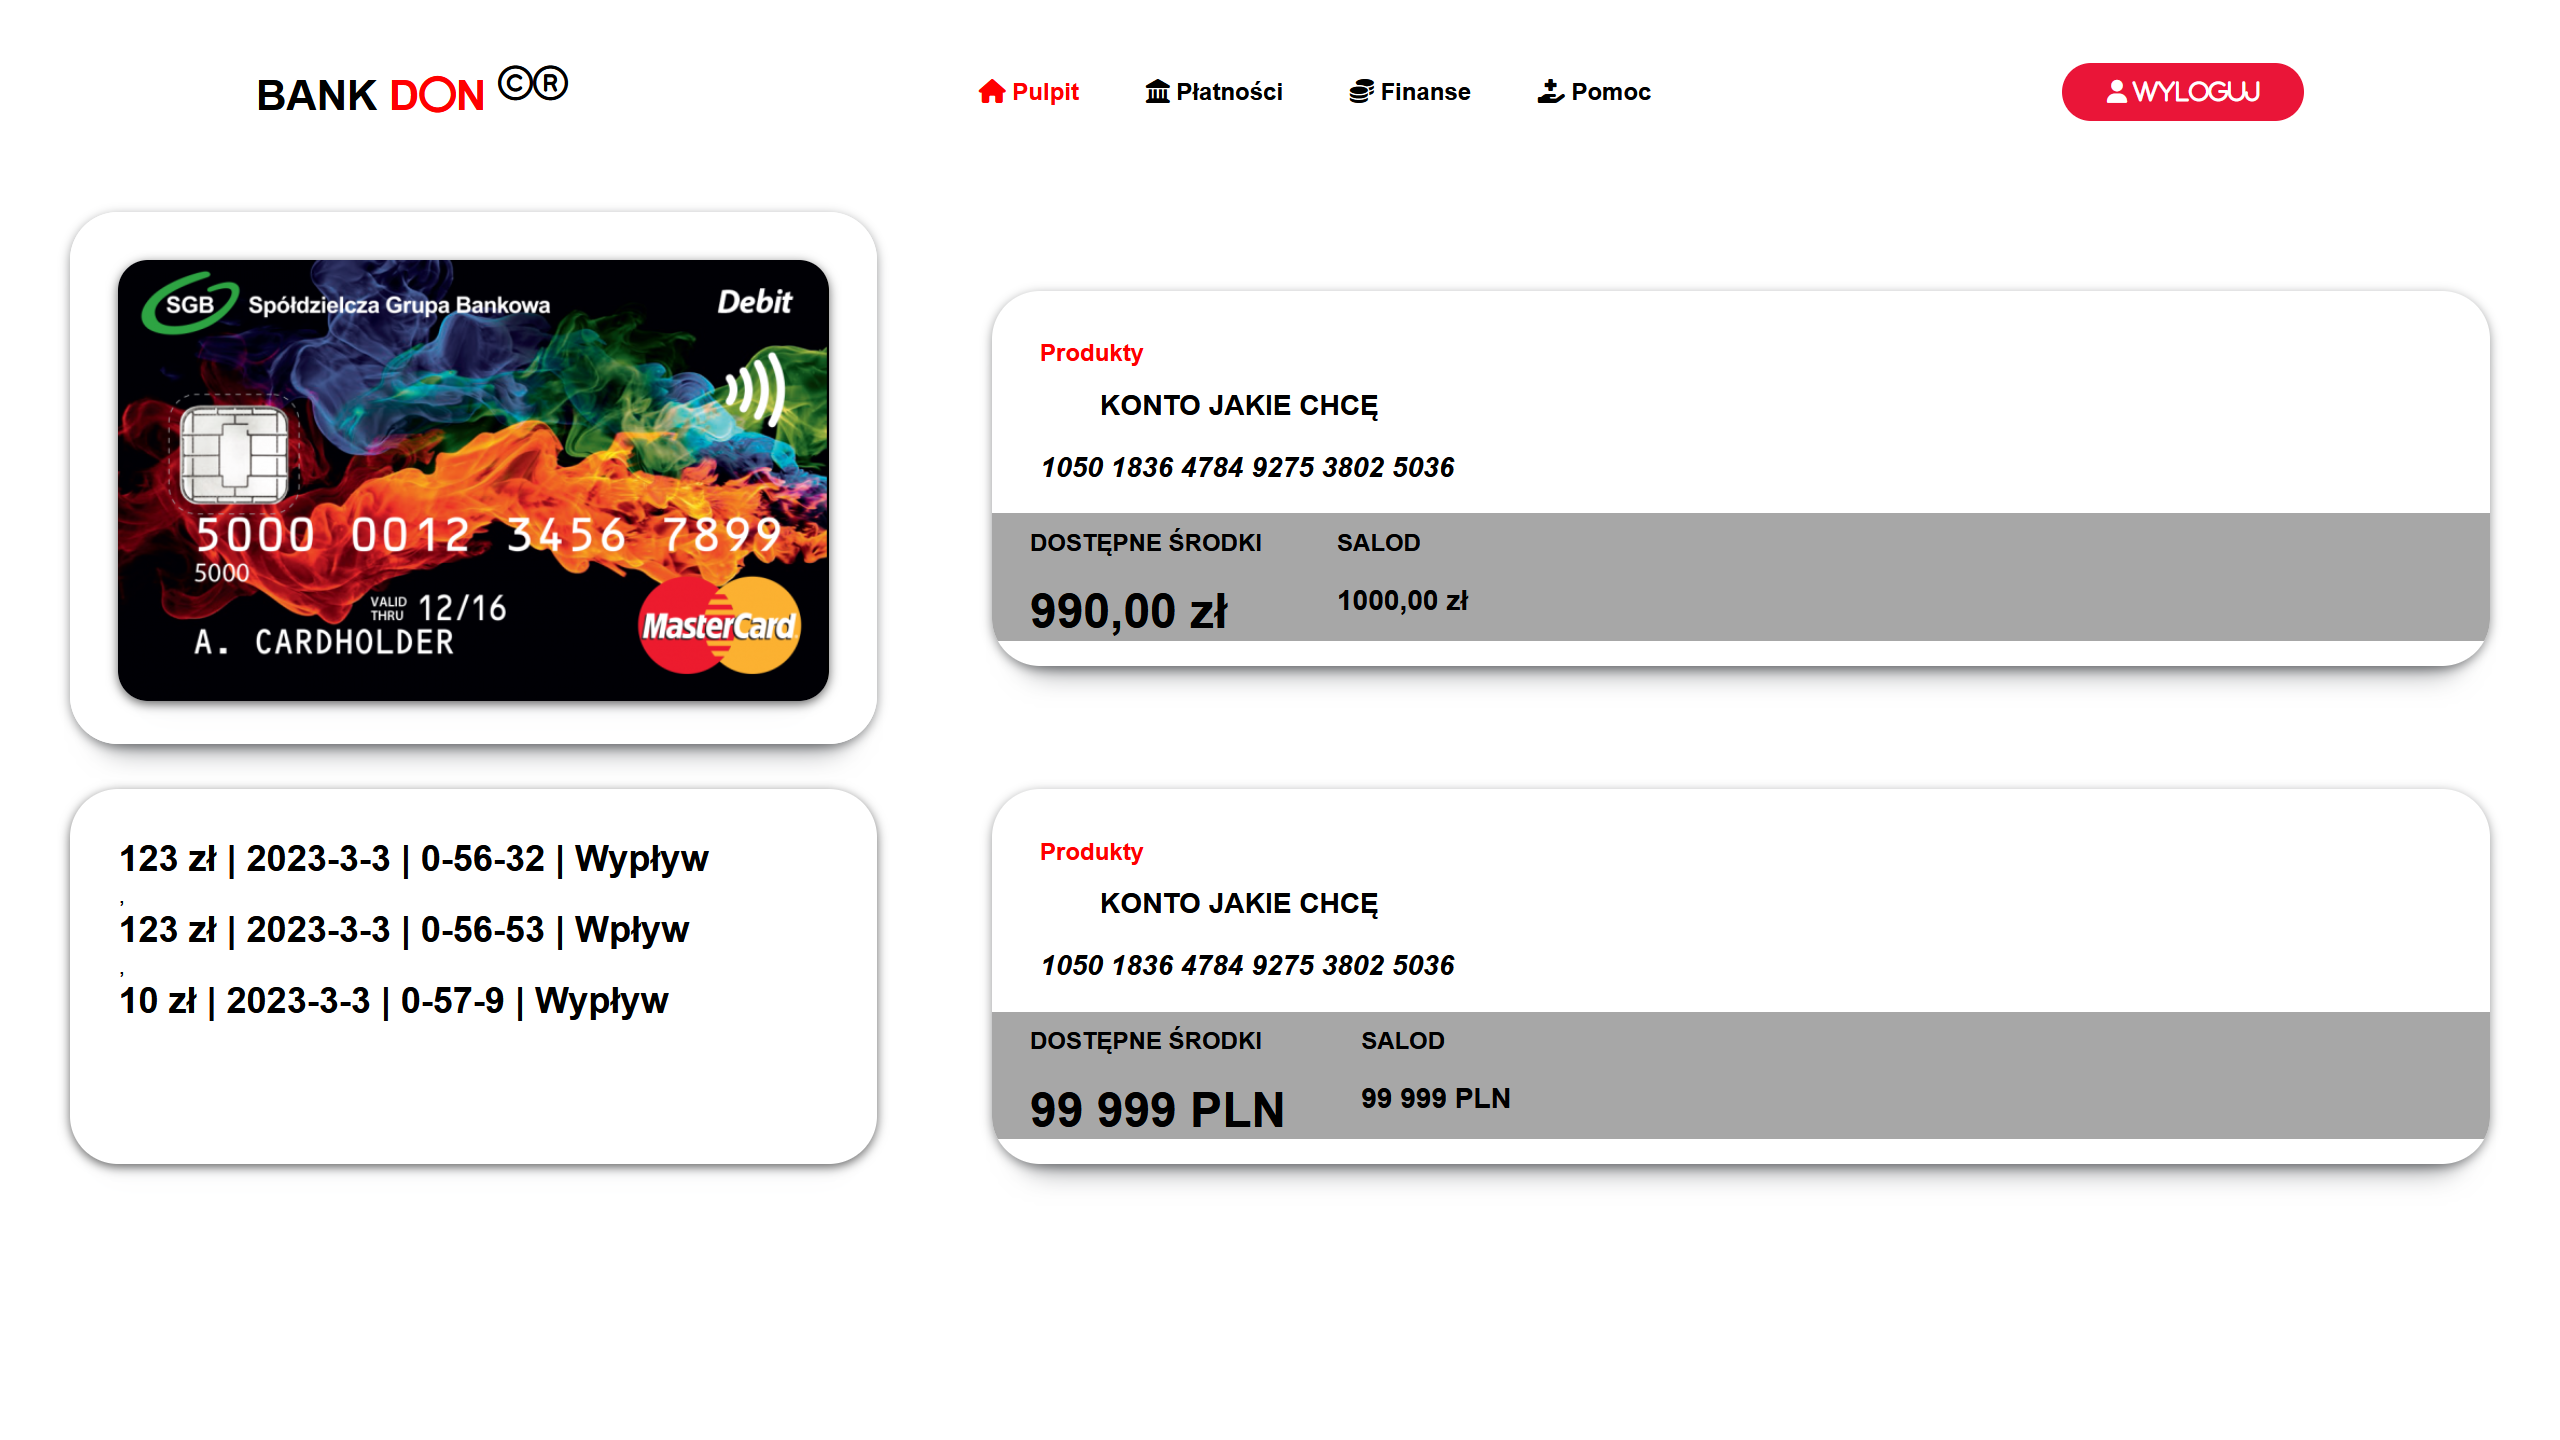 BANK DON ©®
Pulpit Płatności Finanse Pomoc
WYLOGUJ
SGB Spółdzielcza Grupa Bankowa Debit
5000 0012 3456 7899
5000
VALID THRU 12/16
A. CARDHOLDER
MasterCard
Produkty
KONTO JAKIE CHCĘ
1050 1836 4784 9275 3802 5036
DOSTĘPNE ŚRODKI SALOD
990,00 zł 1000,00 zł
123 zł | 2023-3-3 | 0-56-32 | Wypływ
,
123 zł | 2023-3-3 | 0-56-53 | Wpływ
,
10 zł | 2023-3-3 | 0-57-9 | Wypływ
Produkty
KONTO JAKIE CHCĘ
1050 1836 4784 9275 3802 5036
DOSTĘPNE ŚRODKI SALOD
99 999 PLN 99 999 PLN